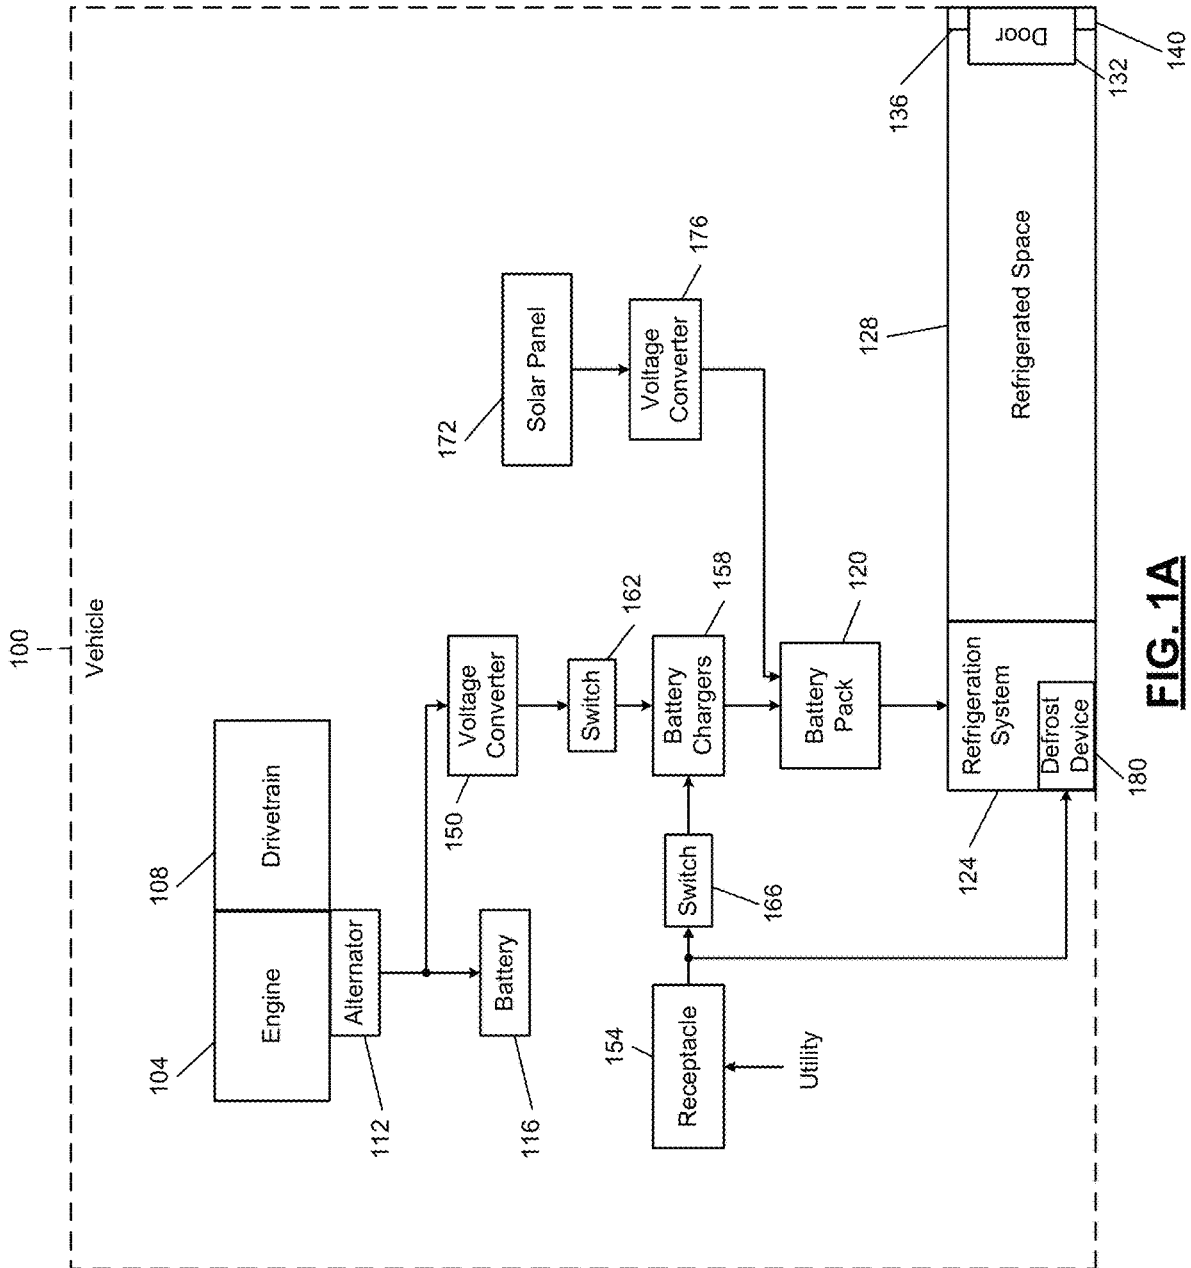 100
Vehicle
104
Engine
108
Drivetrain
Alternator
112
Battery
116
Voltage
Converter
150
Switch
162
Solar Panel
172
Voltage
Converter
176
154
Receptacle
Utility
Switch
166
Battery
Chargers
158
Battery
Pack
120
Refrigeration
System
124
Defrost
Device
180
128
Refrigerated Space
136
Door
132
140
FIG. 1A